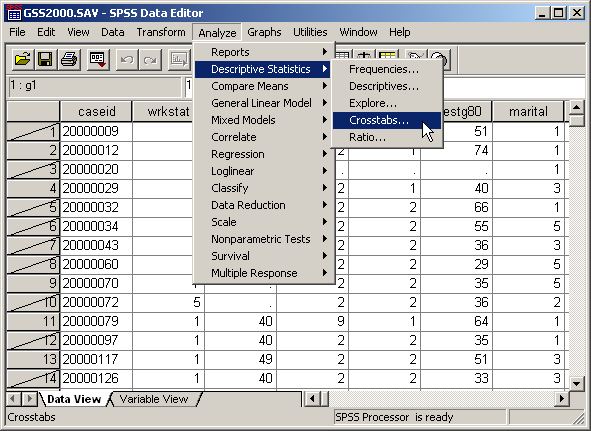 GSS2000.SAV - SPSS Data Editor
File Edit View Data Transform Analyze Graphs Utilities Window Help
1 : g1 1
Reports
Descriptive Statistics
Compare Means
General Linear Model
Mixed Models
Correlate
Regression
Loglinear
Classify
Data Reduction
Scale
Nonparametric Tests
Survival
Multiple Response
Frequencies...
Descriptives...
Explore...
Crosstabs...
Ratio...
caseid wrkstat estg80 marital
1 20000009 51 1
2 20000012 2 1 74 1
3 20000020 . . . .
4 20000029 1 1 40 3
5 20000032 2 2 66 1
6 20000034 2 2 55 5
7 20000043 2 2 36 3
8 20000060 2 2 29 5
9 20000070 2 2 35 5
10 20000072 5 . 2 2 36 2
11 20000079 1 40 9 1 64 1
12 20000097 1 40 2 2 35 1
13 20000117 1 49 2 2 51 3
14 20000126 1 40 2 2 33 3
Data View Variable View
Crosstabs SPSS Processor is ready